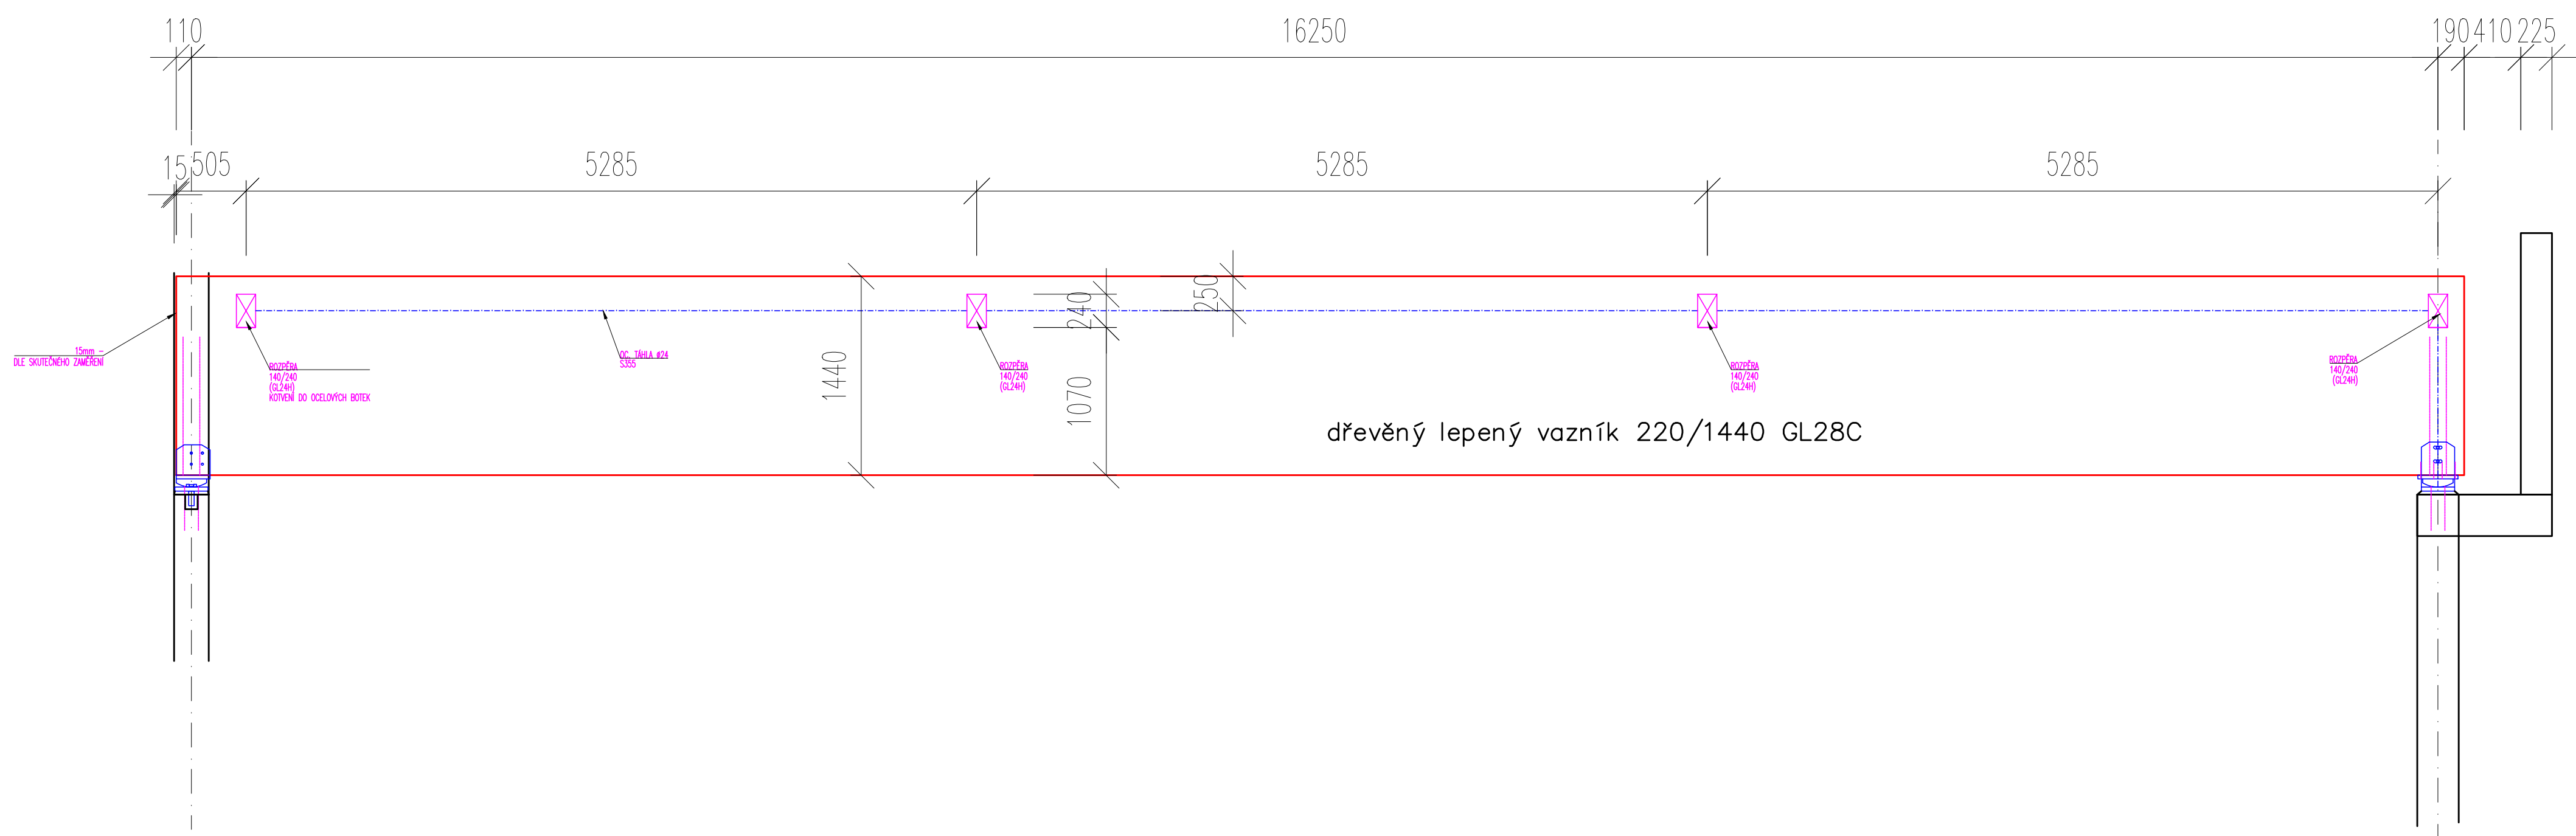 110
16250
190
410
225
15
505
5285
5285
5285
1440
240
1070
250
15mm –
DLE SKUTEČNÉHO ZAMĚŘENÍ
ROZPĚRA
140/240
(GL24H)
KOTVENÍ DO OCELOVÝCH BOTEK
OC. TÁHLA ø24
S355
ROZPĚRA
140/240
(GL24H)
ROZPĚRA
140/240
(GL24H)
ROZPĚRA
140/240
(GL24H)
dřevěný lepený vazník 220/1440 GL28C